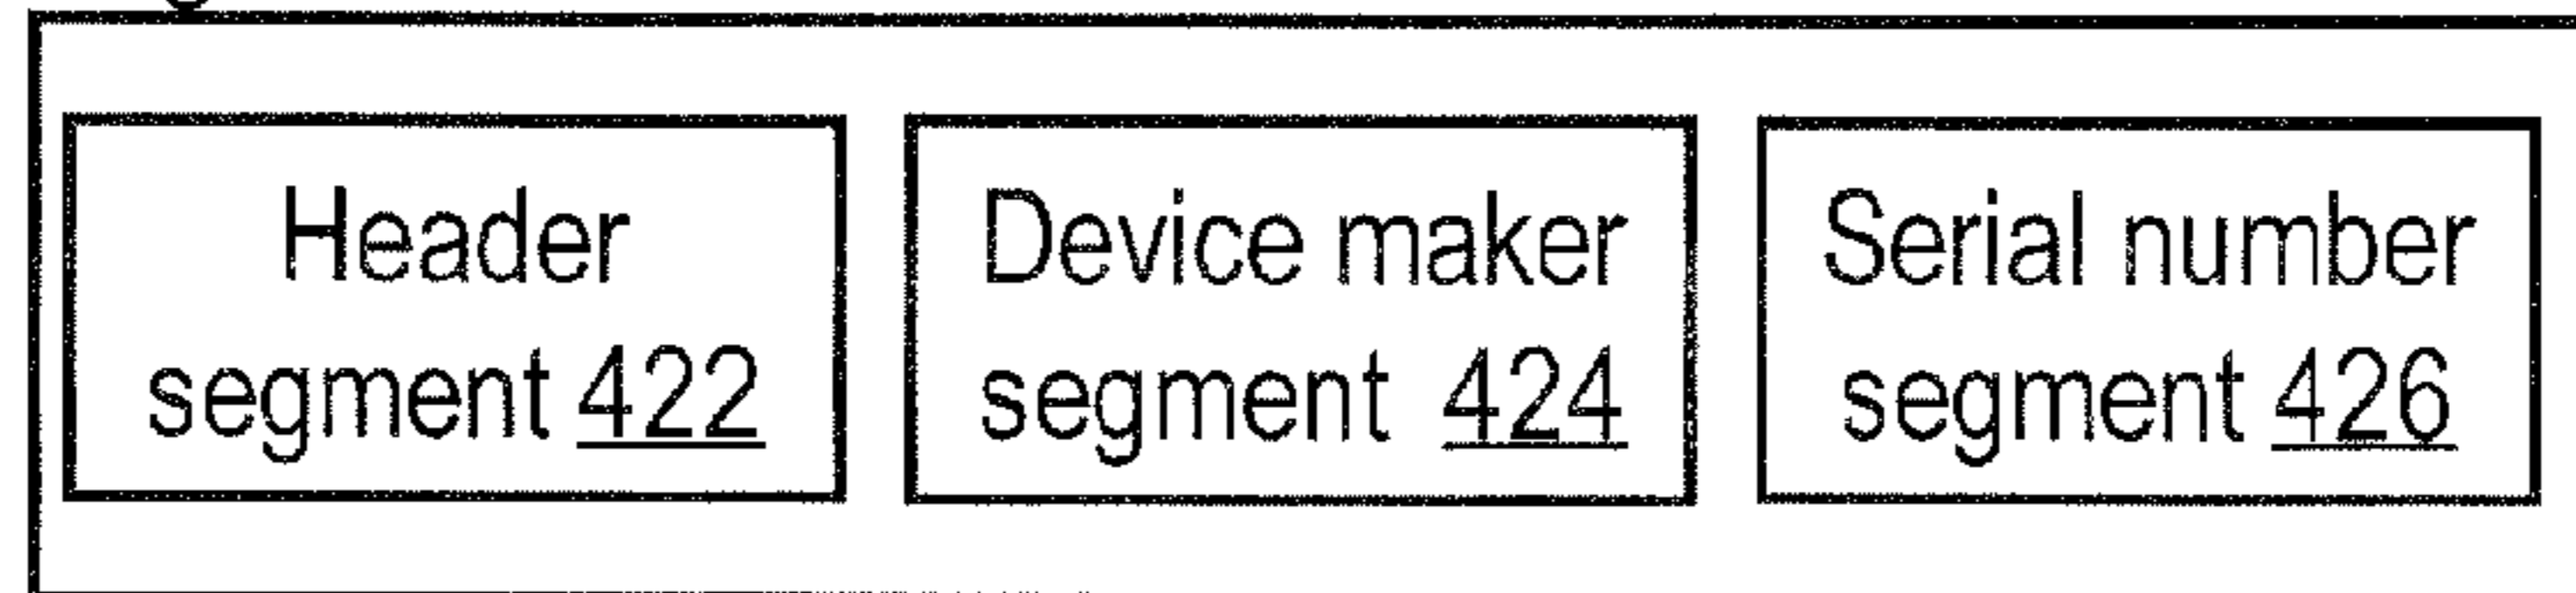 Header
segment 422
Device maker
segment 424
Serial number
segment 426